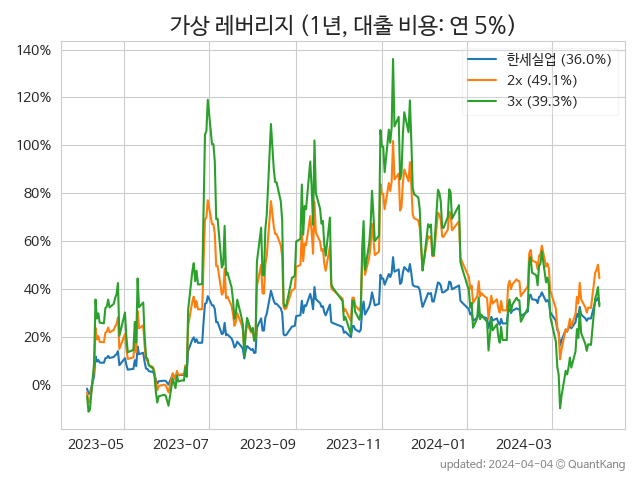 가상 레버리지 (1년, 대출 비용: 연 5%)
140%
120%
100%
80%
60%
40%
20%
0%
한세실업 (36.0%)
2x (49.1%)
3x (39.3%)
2023-05
2023-07
2023-09
2023-11
2024-01
2024-03
updated: 2024-04-04 © QuantKang